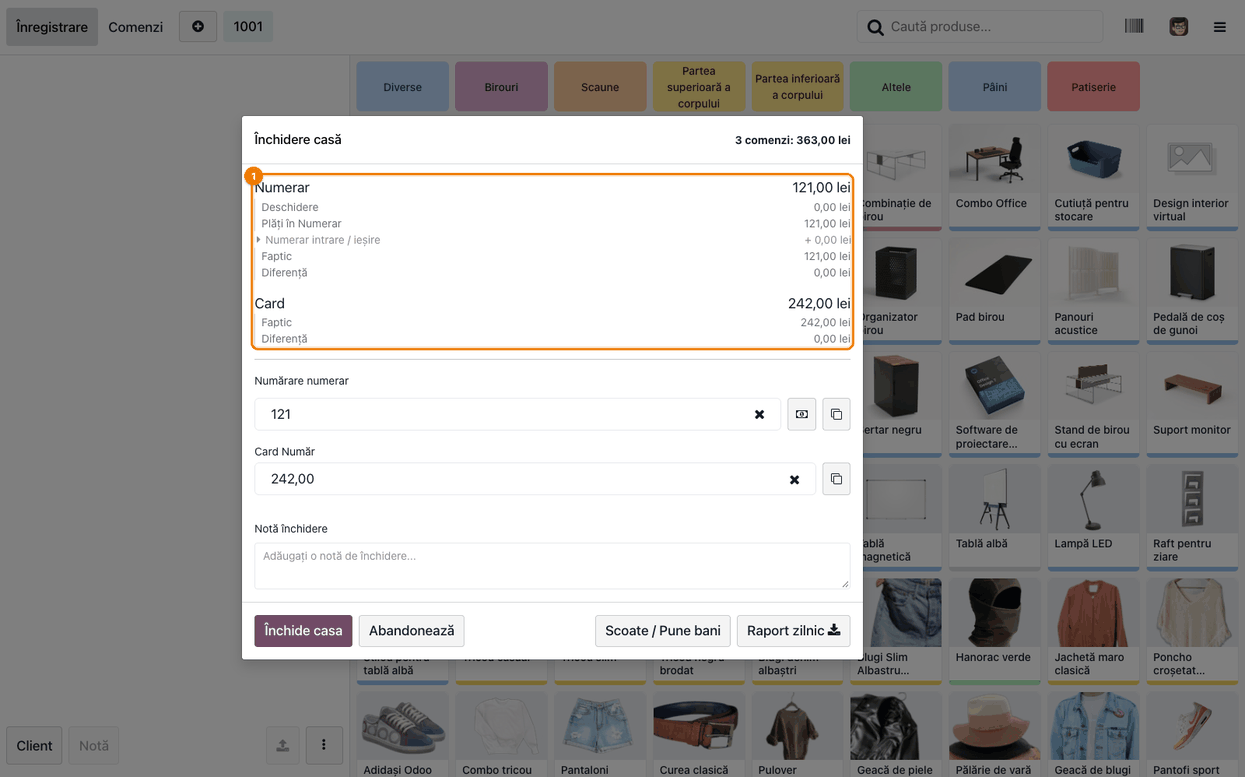 Înregistrare
Comenzi
1001
Caută produse...
Diverse
Birouri
Scaune
Partea
superioară a
corpului
Partea inferioară
a corpului
Altele
Pâini
Patiserie
Închidere casă
3 comenzi: 363,00 lei
1
Numerar 121,00 lei
Deschidere 0,00 lei
Plăți în Numerar 121,00 lei
Numerar intrare / ieșire + 0,00 lei
Faptic 121,00 lei
Diferență 0,00 lei
Card 242,00 lei
Faptic 242,00 lei
Diferență 0,00 lei
Numărare numerar
121
Card Număr
242,00
Notă închidere
Adăugați o notă de închidere...
Închide casa
Abandonează
Scoate / Pune bani
Raport zilnic
Combinație de
birou
Combo Office
Cutiuță pentru
stocare
Design interior
virtual
Organizator
birou
Pad birou
Panouri
acustice
Pedală de coș
de gunoi
Sertar negru
Software de
proiectare...
Stand de birou
cu ecran
Suport monitor
Tablă
magnetică
Tablă albă
Lampă LED
Raft pentru
ziare
tablă albă
brodat
albaștri
Blugi Slim
Albastru...
Hanorac verde
Jachetă maro
clasică
Poncho
croșetat...
Adidași Odoo
Combo tricou
Pantaloni
Curea clasică
Pulover
Geacă de piele
Pălărie de vară
Geacă de blugi
Pantofi sport
Client
Notă